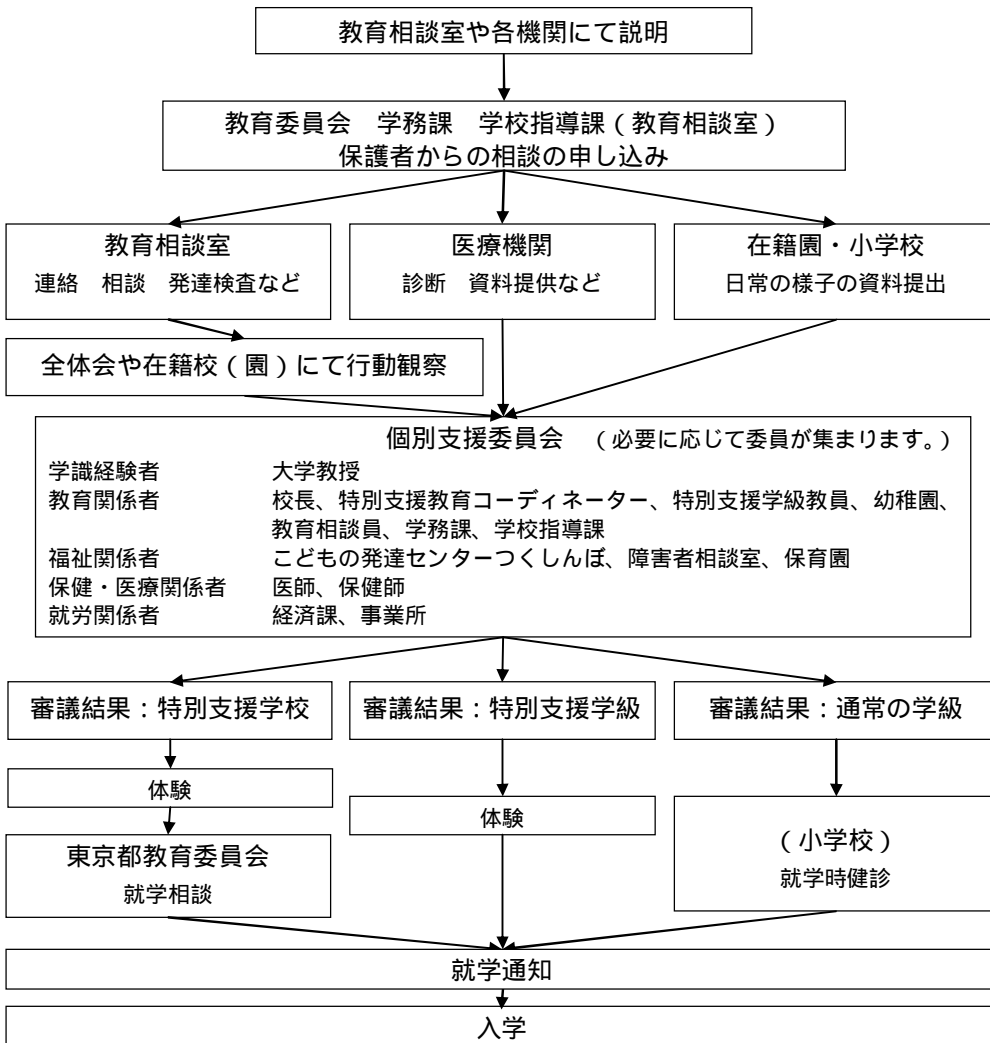 教育相談室や各機関にて説明
教育委員会　学務課　学校指導課（教育相談室）
保護者からの相談の申し込み
教育相談室
連絡　相談　発達検査など
医療機関
診断　資料提供など
在籍園・小学校
日常の様子の資料提出
全体会や在籍校（園）にて行動観察
個別支援委員会　（必要に応じて委員が集まります。）
学識経験者　大学教授
教育関係者　校長、特別支援教育コーディネーター、特別支援学級教員、幼稚園、
教育相談員、学務課、学校指導課
福祉関係者　こどもの発達センターつくしんぼ、障害者相談室、保育園
保健・医療関係者　医師、保健師
就労関係者　経済課、事業所
審議結果：特別支援学校
審議結果：特別支援学級
審議結果：通常の学級
体験
体験
東京都教育委員会
就学相談
（小学校）
就学時健診
就学通知
入学